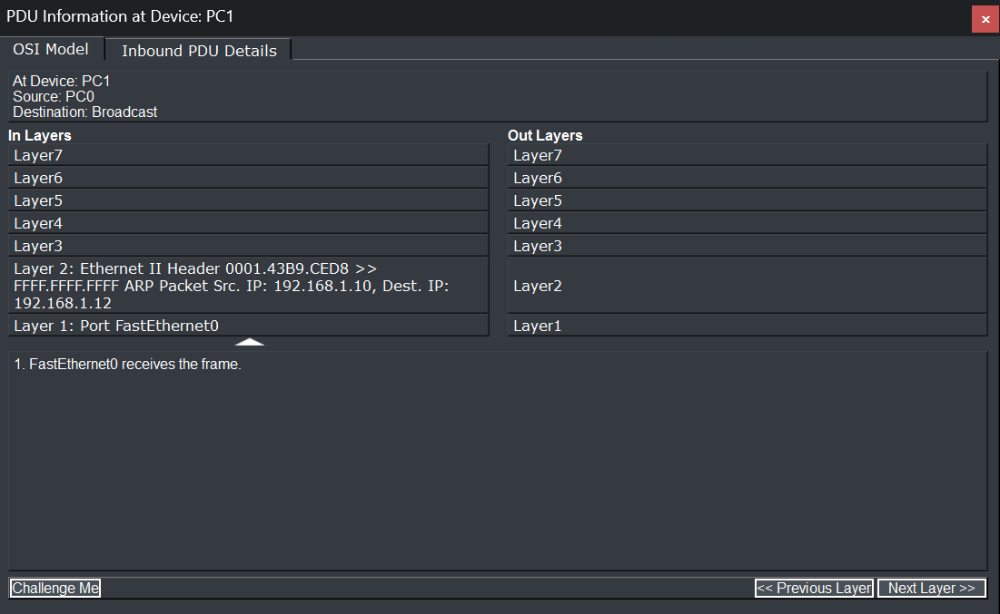 PDU Information at Device: PC1
x
OSI Model
Inbound PDU Details
At Device: PC1
Source: PC0
Destination: Broadcast
In Layers
Layer7
Layer6
Layer5
Layer4
Layer3
Layer 2: Ethernet II Header 0001.43B9.CED8 >>
FFFF.FFFF.FFFF ARP Packet Src. IP: 192.168.1.10, Dest. IP:
192.168.1.12
Layer 1: Port FastEthernet0
Out Layers
Layer7
Layer6
Layer5
Layer4
Layer3
Layer2
Layer1
1. FastEthernet0 receives the frame.
Challenge Me
<< Previous Layer
Next Layer >>